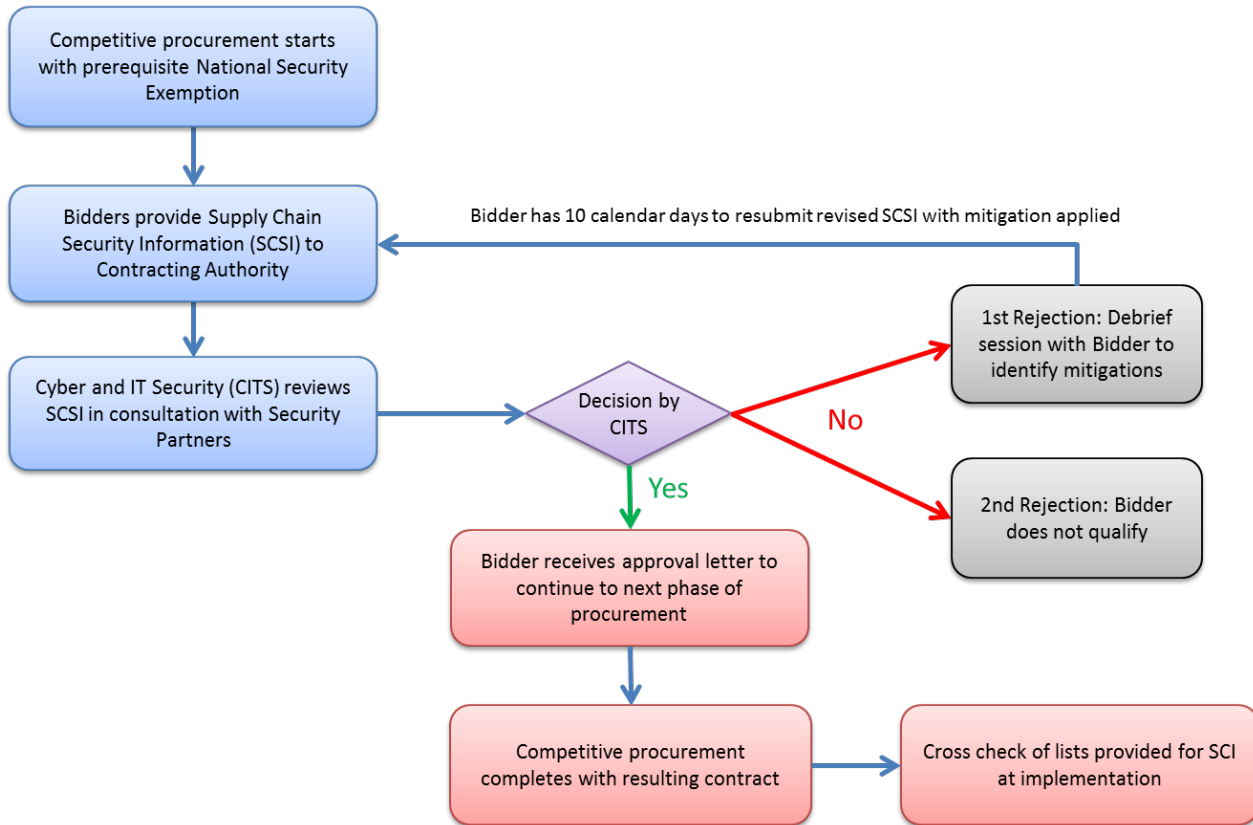 Competitive procurement starts
with prerequisite National Security
Exemption
Bidders provide Supply Chain
Security Information (SCSI) to
Contracting Authority
Bidder has 10 calendar days to resubmit revised SCSI with mitigation applied
Cyber and IT Security (CITS) reviews
SCSI in consultation with Security
Partners
Decision by
CITS
No
1st Rejection: Debrief
session with Bidder to
identify mitigations
2nd Rejection: Bidder
does not qualify
Yes
Bidder receives approval letter to
continue to next phase of
procurement
Competitive procurement
completes with resulting contract
Cross check of lists provided for SCI
at implementation